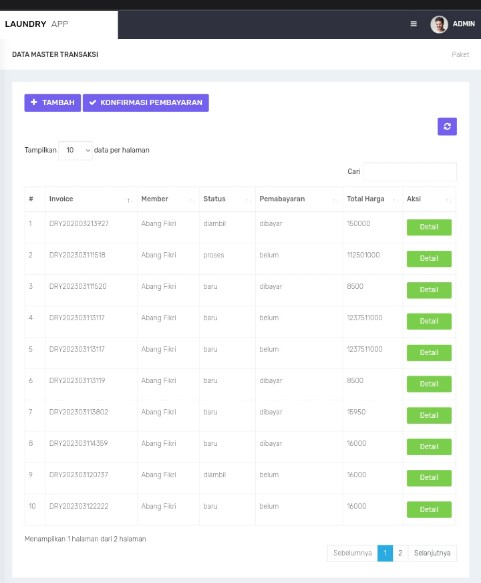 LAUNDRY APP
ADMIN
DATA MASTER TRANSAKSI
Paket
TAMBAH
KONFIRMASI PEMBAYARAN
Tampilkan 10 data per halaman
Cari
# Invoice Member Status Pemabayaran Total Harga Aksi
1 DRY202003213927 Abang Fikri diambil dibayar 150000 Detail
2 DRY202303111518 Abang Fikri proses belum 112501000 Detail
3 DRY202303111520 Abang Fikri baru dibayar 8500 Detail
4 DRY202303113117 Abang Fikri baru belum 1237511000 Detail
5 DRY202303113117 Abang Fikri baru belum 1237511000 Detail
6 DRY202303113119 Abang Fikri baru dibayar 8500 Detail
7 DRY202303113802 Abang Fikri baru dibayar 15950 Detail
8 DRY202303114359 Abang Fikri baru dibayar 16000 Detail
9 DRY202303120737 Abang Fikri diambil belum 16000 Detail
10 DRY202303122222 Abang Fikri baru belum 16000 Detail
Menampilkan 1 halaman dari 2 halaman
Sebelumnya 1 2 Selanjutnya